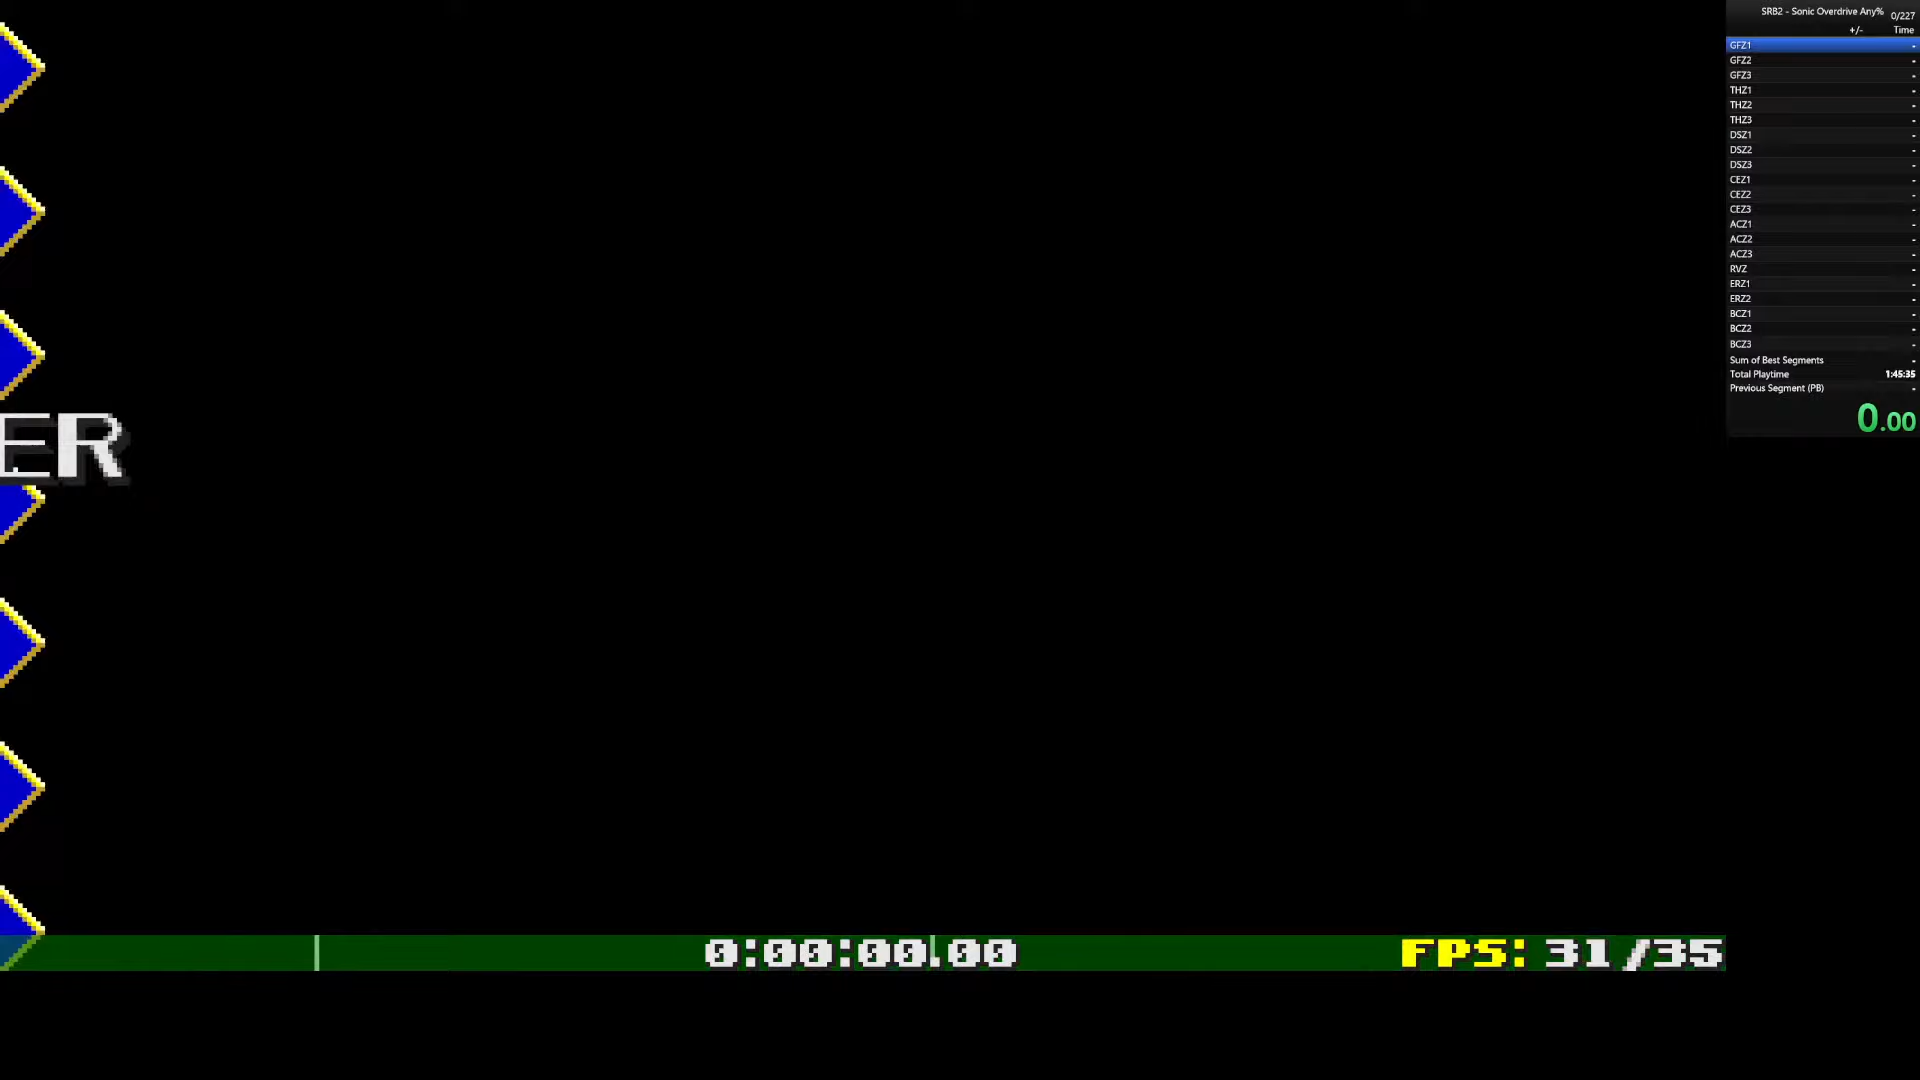 SRB2 - Sonic Overdrive Any% 0/227
+/- Time
GFZ1 -
GFZ2 -
GFZ3 -
THZ1 -
THZ2 -
THZ3 -
DSZ1 -
DSZ2 -
DSZ3 -
CEZ1 -
CEZ2 -
CEZ3 -
ACZ1 -
ACZ2 -
ACZ3 -
RVZ -
ERZ1 -
ERZ2 -
BCZ1 -
BCZ2 -
BCZ3 -
Sum of Best Segments -
Total Playtime 1:45:35
Previous Segment (PB) -
0.00
ER
0:00:00.00
FPS: 31/35